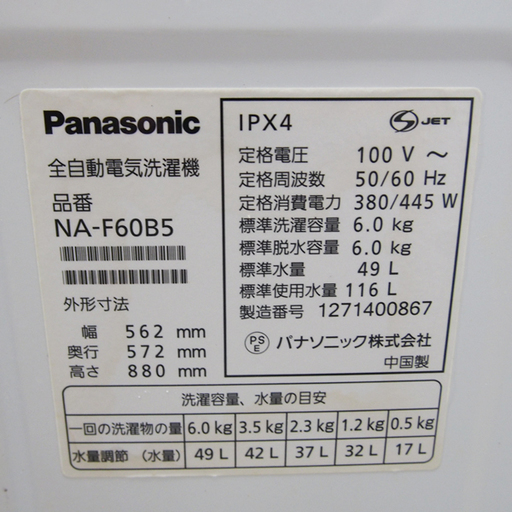 Panasonic
全自動電気洗濯機
品番
NA-F60B5
外形寸法
幅 562 mm
奥行 572 mm
高さ 880 mm
IPX4 S JET
定格電圧 100 V ～
定格周波数 50/60 Hz
定格消費電力 380/445 W
標準洗濯容量 6.0 kg
標準脱水容量 6.0 kg
標準水量 49 L
標準使用水量 116 L
製造番号 1271400867
PS E パナソニック株式会社
中国製
洗濯容量、水量の目安
一回の洗濯物の量 6.0 kg 3.5 kg 2.3 kg 1.2 kg 0.5 kg
水量調節 （水量） 49 L 42 L 37 L 32 L 17 L